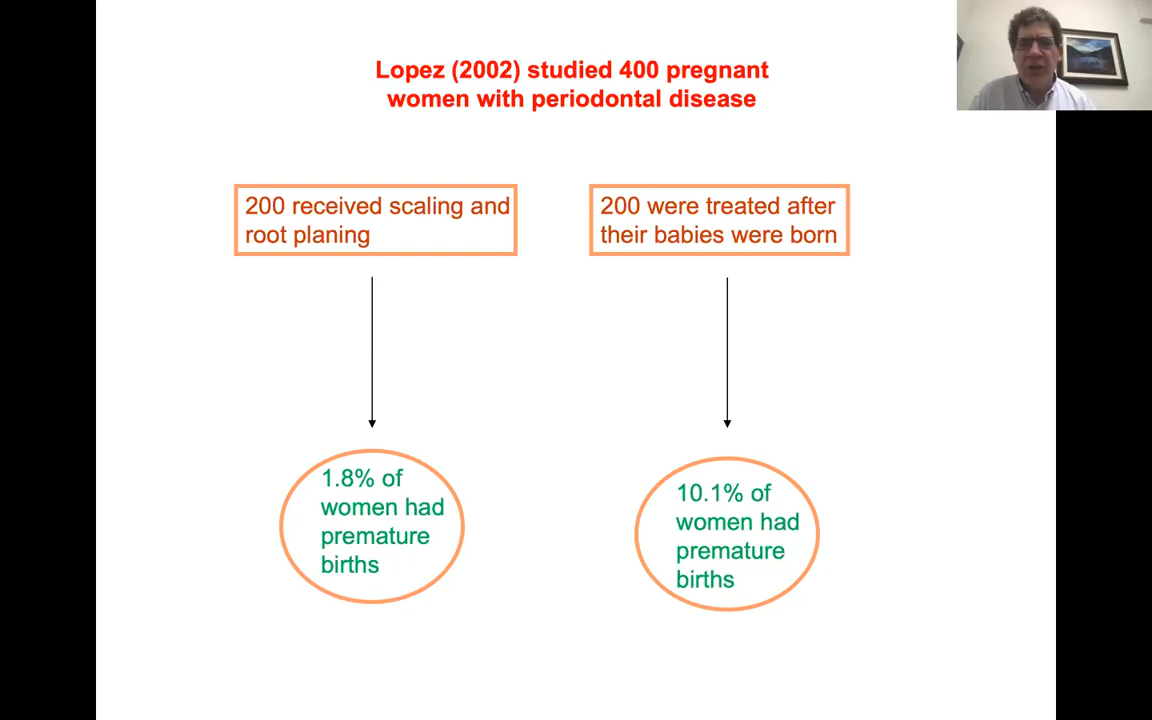 Lopez (2002) studied 400 pregnant
women with periodontal disease
200 received scaling and
root planing
200 were treated after
their babies were born
1.8% of
women had
premature
births
10.1% of
women had
premature
births